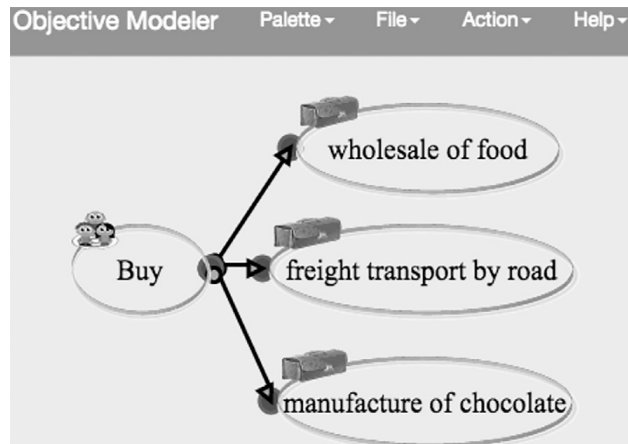 Objective Modeler Palette File Action Help
wholesale of food
Buy
freight transport by road
manufacture of chocolate